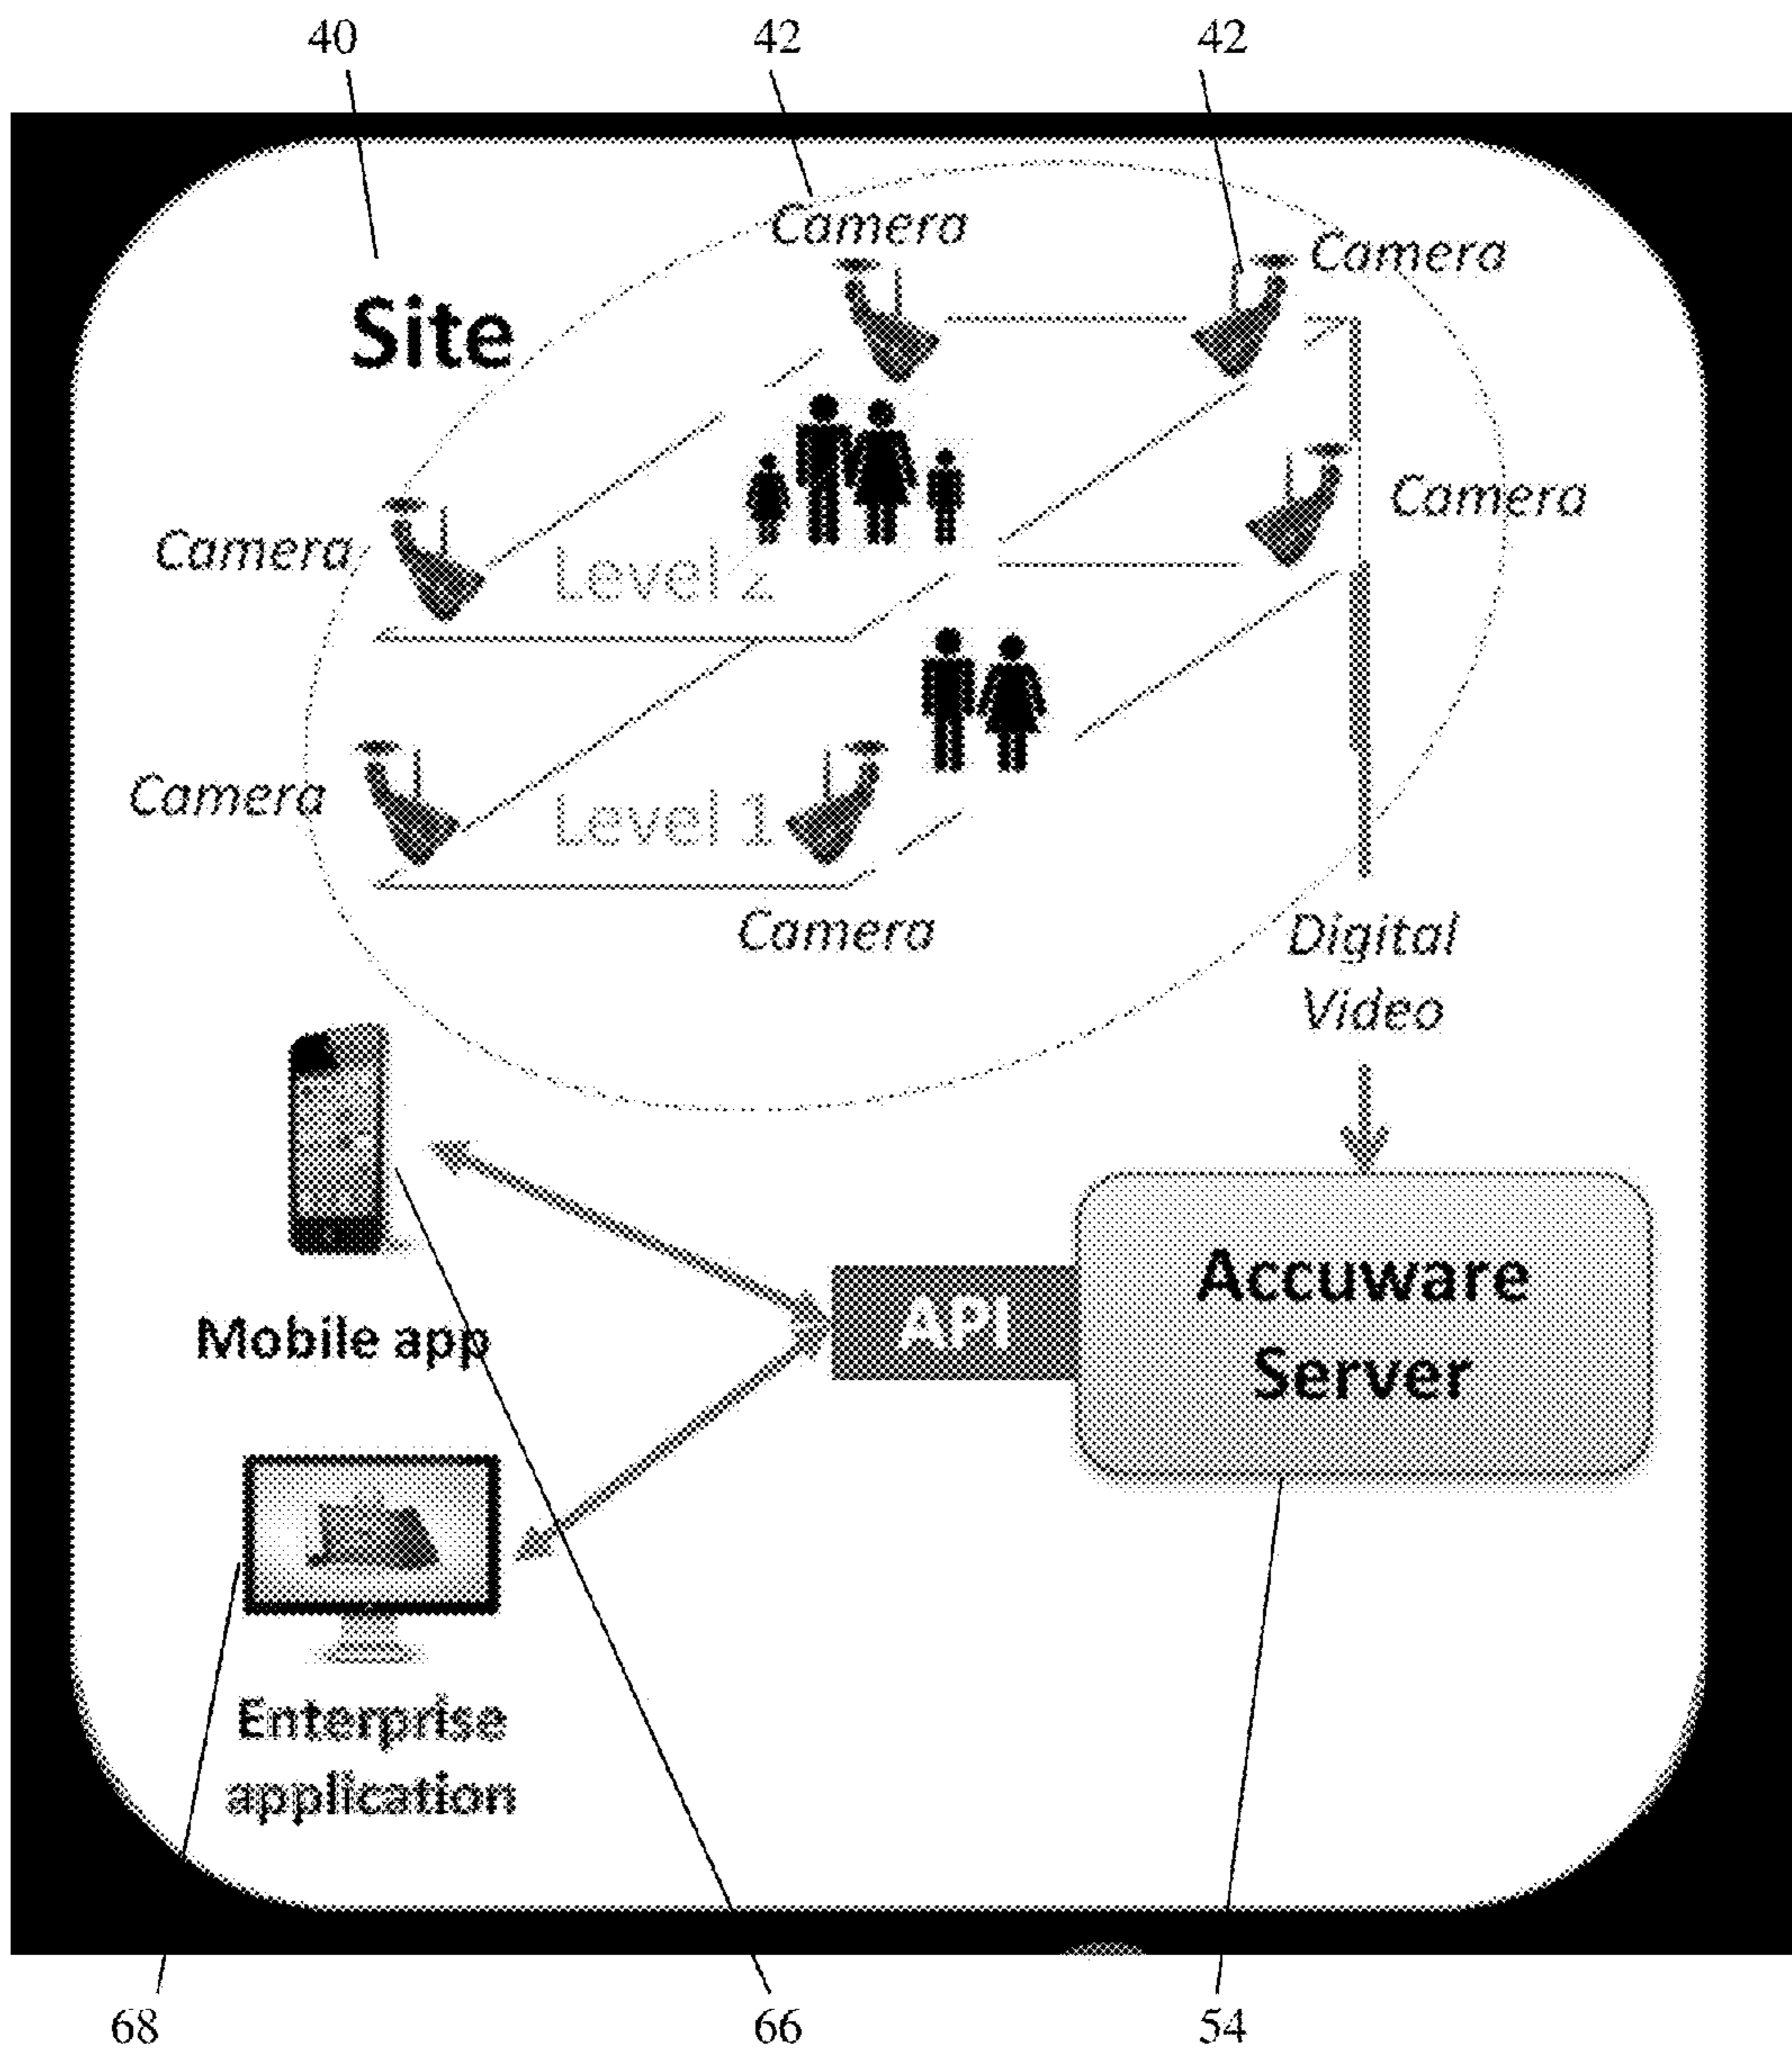 40
42
42
Camera
Camera
Site
Camera
Camera
Level 2
Camera
Level 1
Camera
Digital
Video
Mobile app
API
Accuware
Server
Enterprise
application
68
66
54